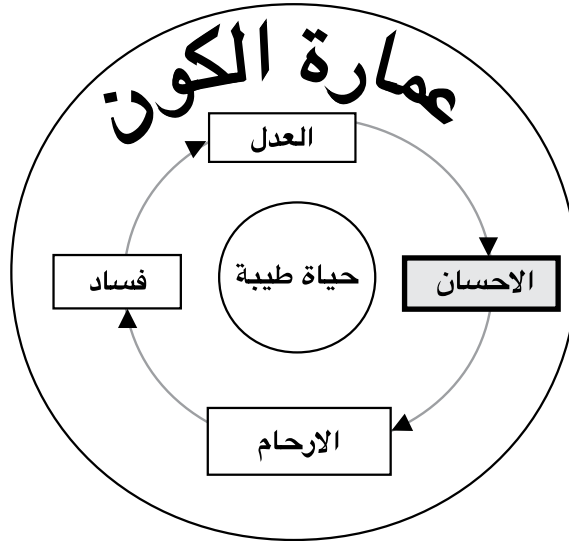 عمارة الكون
العدل
الاحسان
حياة طيبة
فساد
الارحام